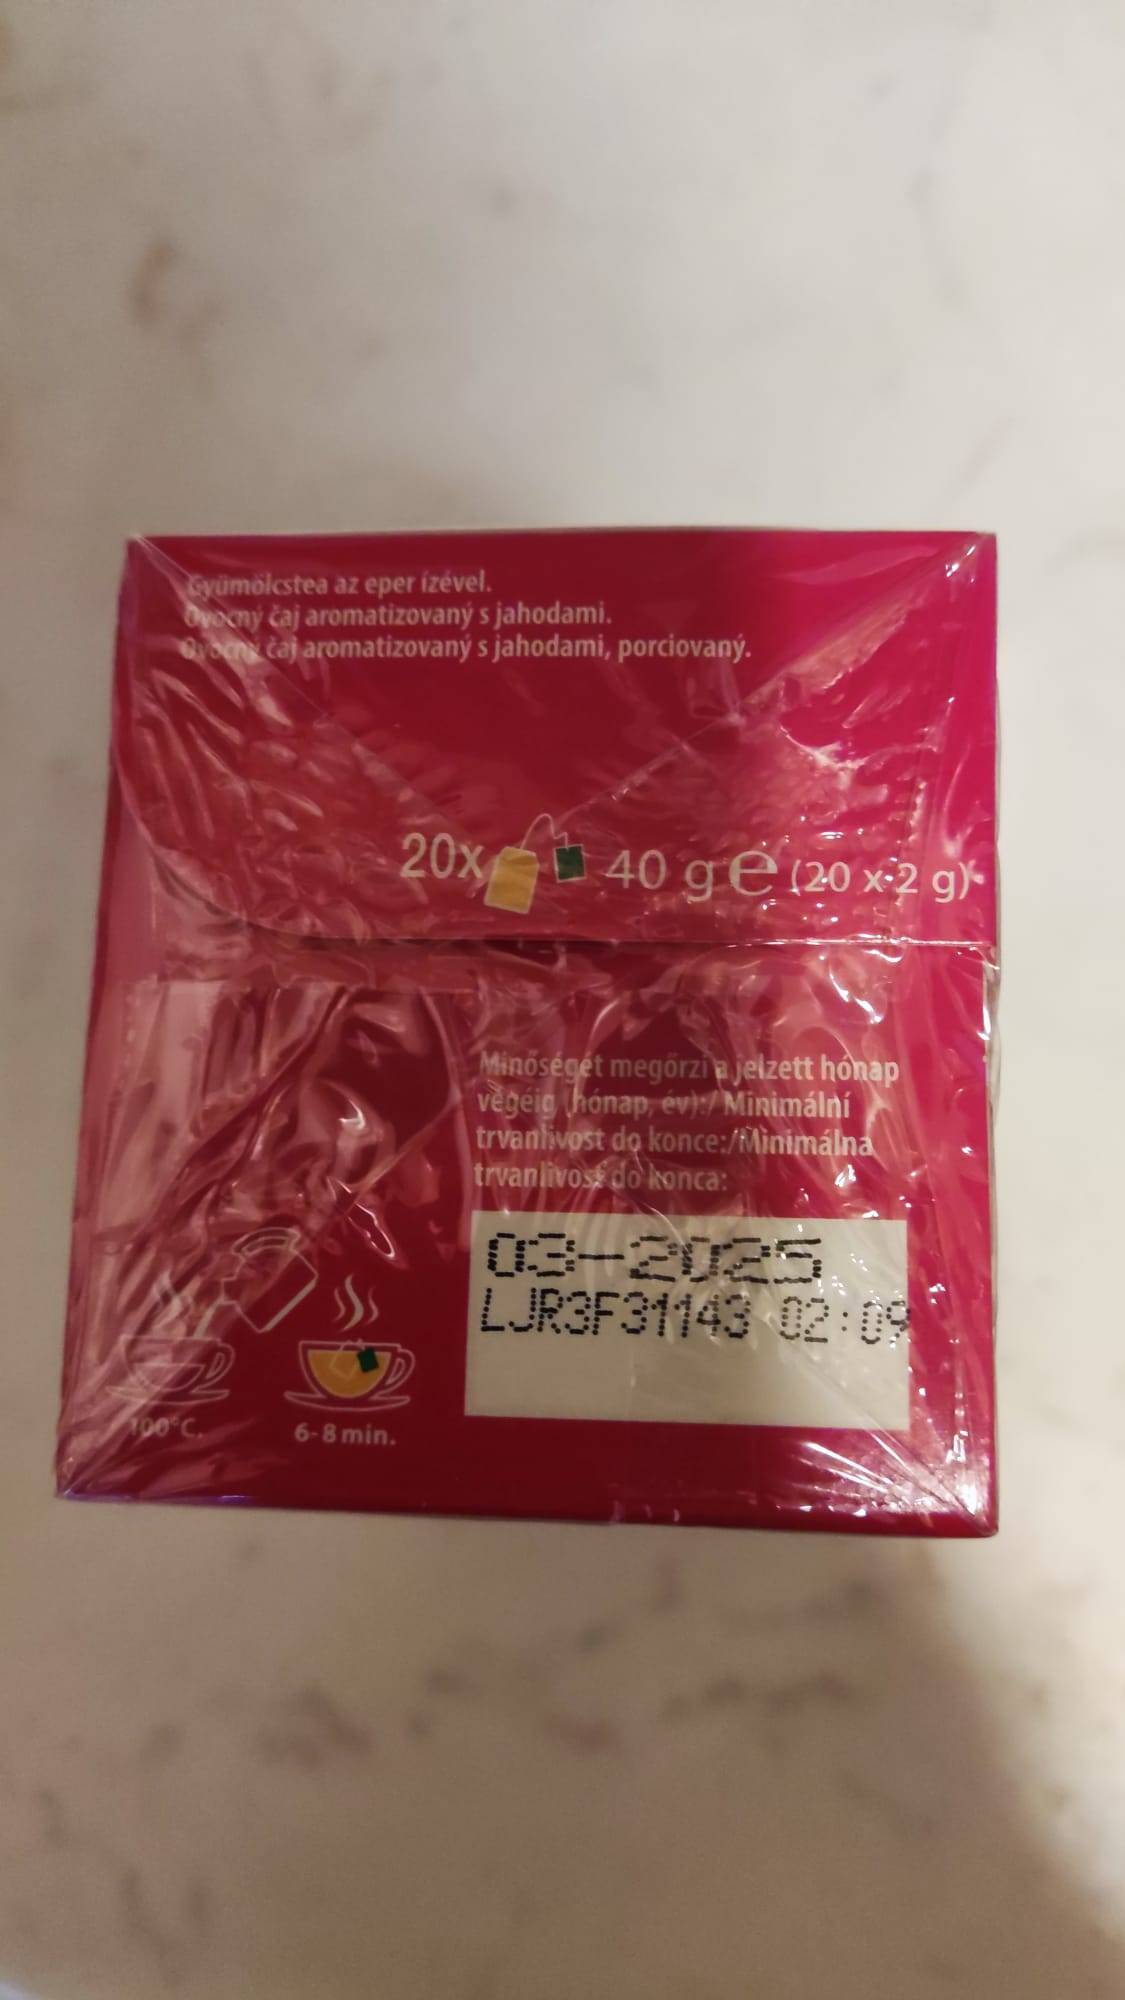 Gyümölcstea az eper ízével.
Ovocný čaj aromatizovaný s jahodami.
Ovocný čaj aromatizovaný s jahodami, porciovaný.
20x 40 g e (20 x 2 g)
Minőségét megőrzi a jelzett hónap
végéig (hónap, év):/ Minimální
trvanlivost do konce:/Minimálna
trvanlivosť do konca:
03-2025
LJR3F31143 02:09
100°C.
6-8 min.